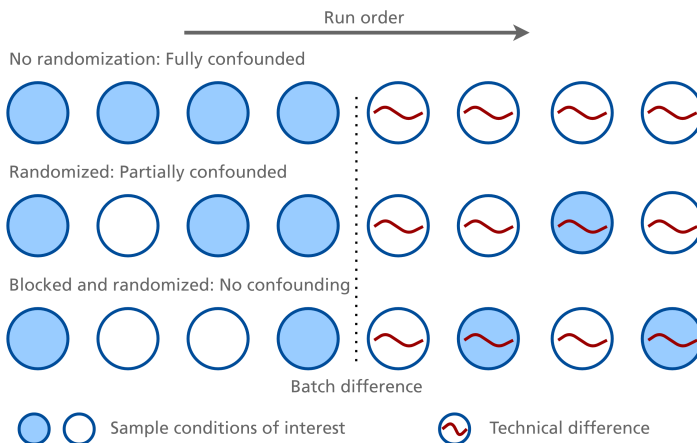 Run order
No randomization: Fully confounded
Randomized: Partially confounded
Blocked and randomized: No confounding
Batch difference
Sample conditions of interest
Technical difference